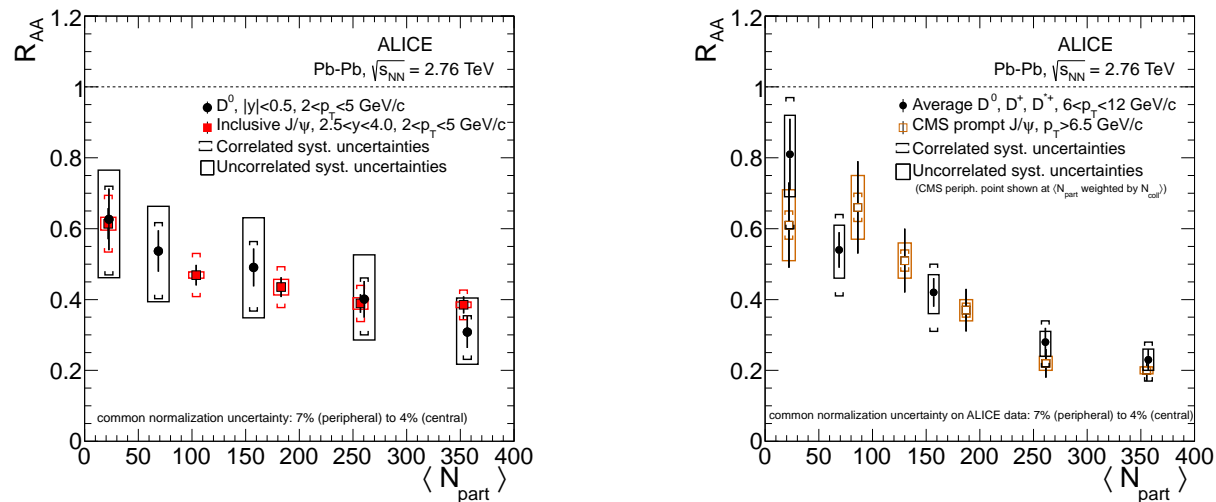 R_AA
1.2
1
0.8
0.6
0.4
0.2
0
ALICE
Pb-Pb, √s_NN = 2.76 TeV
D^0, |y|<0.5, 2<p_T<5 GeV/c
Inclusive J/ψ, 2.5<y<4.0, 2<p_T<5 GeV/c
Correlated syst. uncertainties
Uncorrelated syst. uncertainties
common normalization uncertainty: 7% (peripheral) to 4% (central)
0 50 100 150 200 250 300 350 400
⟨ N_part ⟩
R_AA
1.2
1
0.8
0.6
0.4
0.2
0
ALICE
Pb-Pb, √s_NN = 2.76 TeV
Average D^0, D^+, D^*+, 6<p_T<12 GeV/c
CMS prompt J/ψ, p_T>6.5 GeV/c
Correlated syst. uncertainties
Uncorrelated syst. uncertainties
(CMS periph. point shown at ⟨N_part weighted by N_coll⟩)
common normalization uncertainty on ALICE data: 7% (peripheral) to 4% (central)
0 50 100 150 200 250 300 350 400
⟨ N_part ⟩